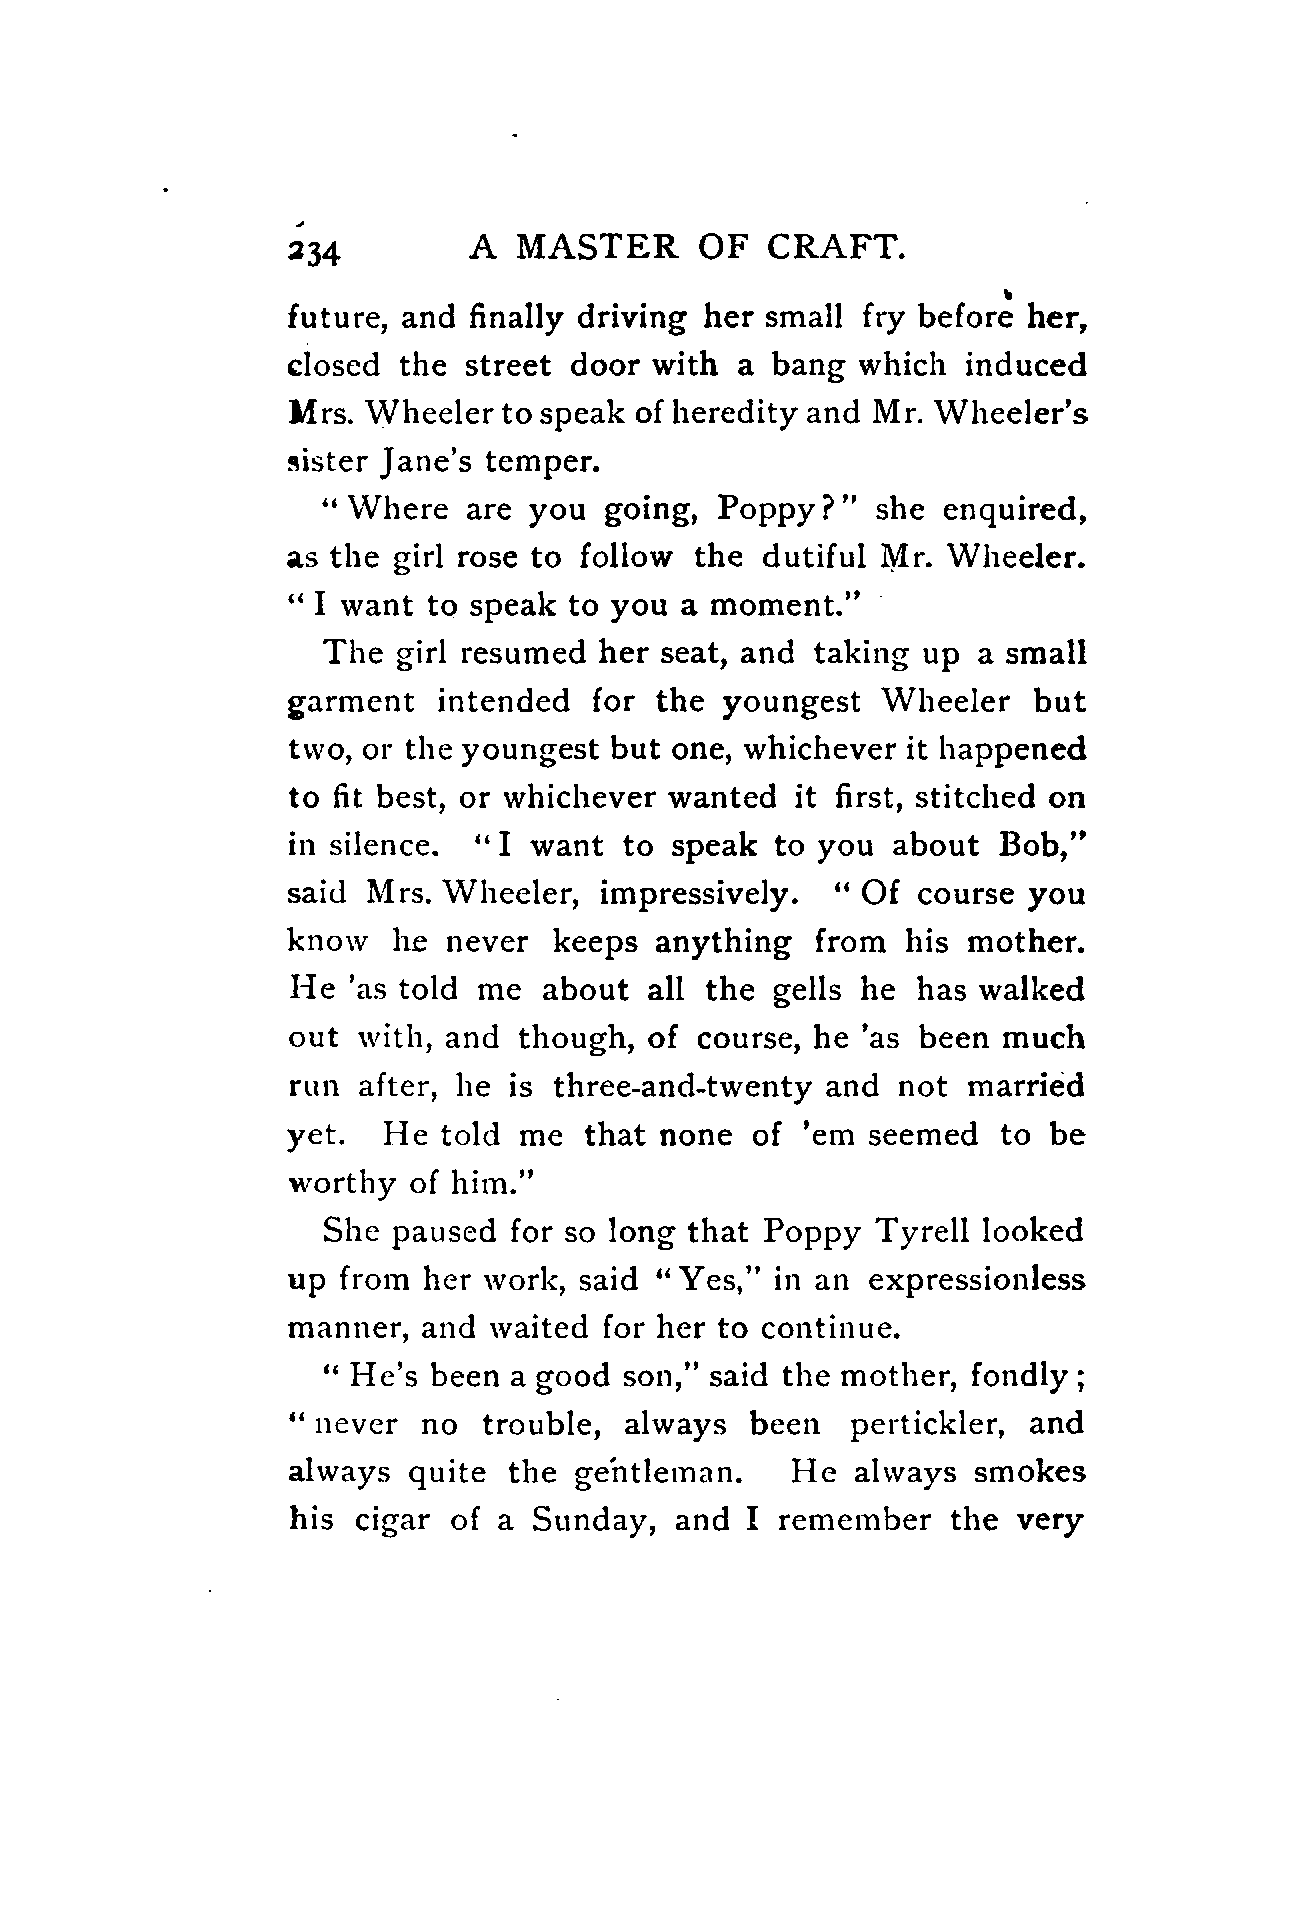 234 A MASTER OF CRAFT.
future, and finally driving her small fry before her,
closed the street door with a bang which induced
Mrs. Wheeler to speak of heredity and Mr. Wheeler's
sister Jane's temper.
"Where are you going, Poppy?" she enquired,
as the girl rose to follow the dutiful Mr. Wheeler.
"I want to speak to you a moment."
The girl resumed her seat, and taking up a small
garment intended for the youngest Wheeler but
two, or the youngest but one, whichever it happened
to fit best, or whichever wanted it first, stitched on
in silence. "I want to speak to you about Bob,"
said Mrs. Wheeler, impressively. "Of course you
know he never keeps anything from his mother.
He 'as told me about all the gells he has walked
out with, and though, of course, he 'as been much
run after, he is three-and-twenty and not married
yet. He told me that none of 'em seemed to be
worthy of him."
She paused for so long that Poppy Tyrell looked
up from her work, said "Yes," in an expressionless
manner, and waited for her to continue.
"He's been a good son," said the mother, fondly;
"never no trouble, always been pertickler, and
always quite the gentleman. He always smokes
his cigar of a Sunday, and I remember the very